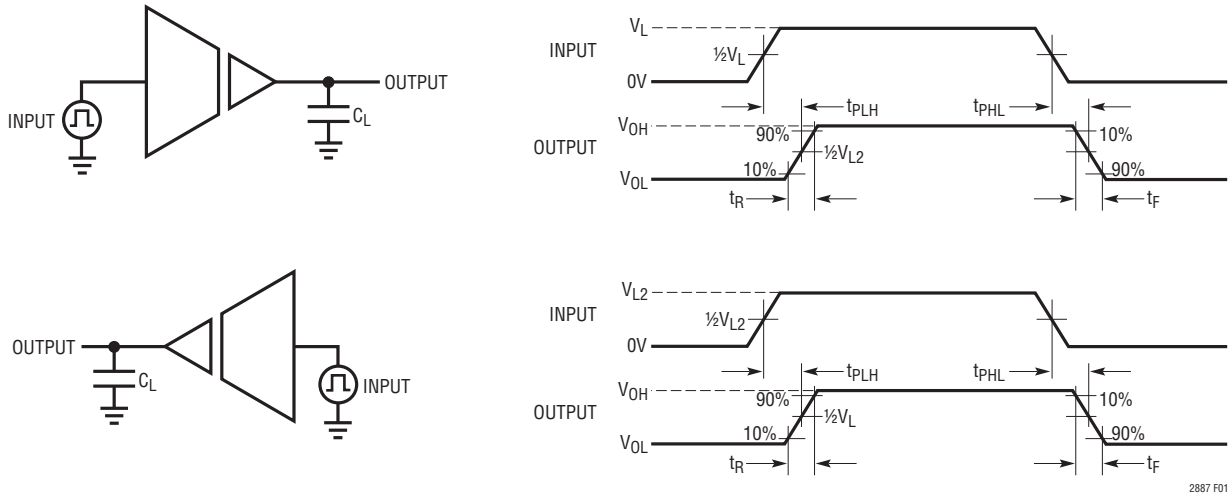 INPUT
OUTPUT
C_L
INPUT
V_L
½V_L
0V
t_PLH
t_PHL
OUTPUT
V_OH
90%
10%
½V_L2
10%
90%
V_OL
t_R
t_F
OUTPUT
C_L
INPUT
INPUT
V_L2
½V_L2
0V
t_PLH
t_PHL
OUTPUT
V_OH
90%
10%
½V_L
10%
90%
V_OL
t_R
t_F
2887 F01